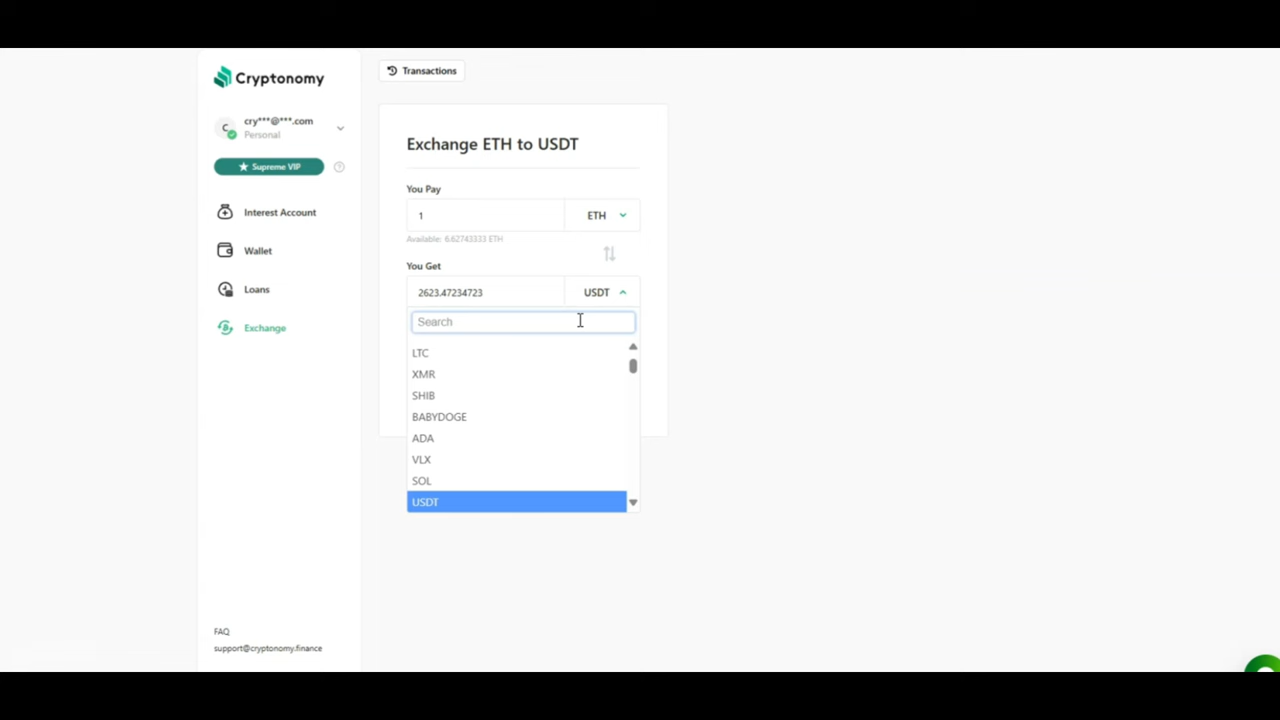 Cryptonomy
Transactions
C
cry***@***.com
Personal
Supreme VIP
Interest Account
Wallet
Loans
Exchange
Exchange ETH to USDT
You Pay
1
ETH
Available: 6.62743333 ETH
You Get
2623.47234723
USDT
Search
LTC
XMR
SHIB
BABYDOGE
ADA
VLX
SOL
USDT
FAQ
support@cryptonomy.finance